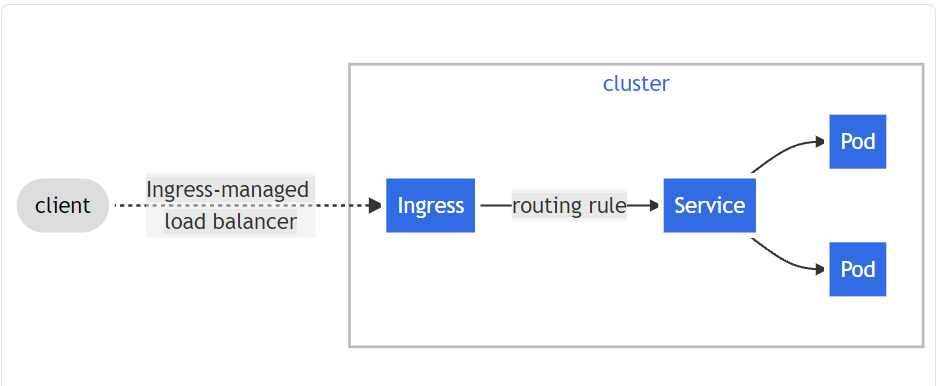 cluster
client
Ingress-managed
load balancer
Ingress
routing rule
Service
Pod
Pod